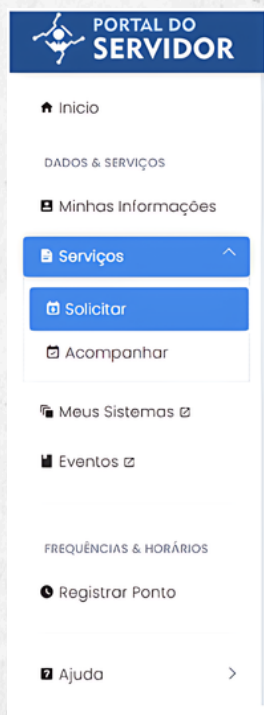 PORTAL DO
SERVIDOR
Inicio
DADOS & SERVIÇOS
Minhas Informações
Serviços
Solicitar
Acompanhar
Meus Sistemas
Eventos
FREQUÊNCIAS & HORÁRIOS
Registrar Ponto
Ajuda